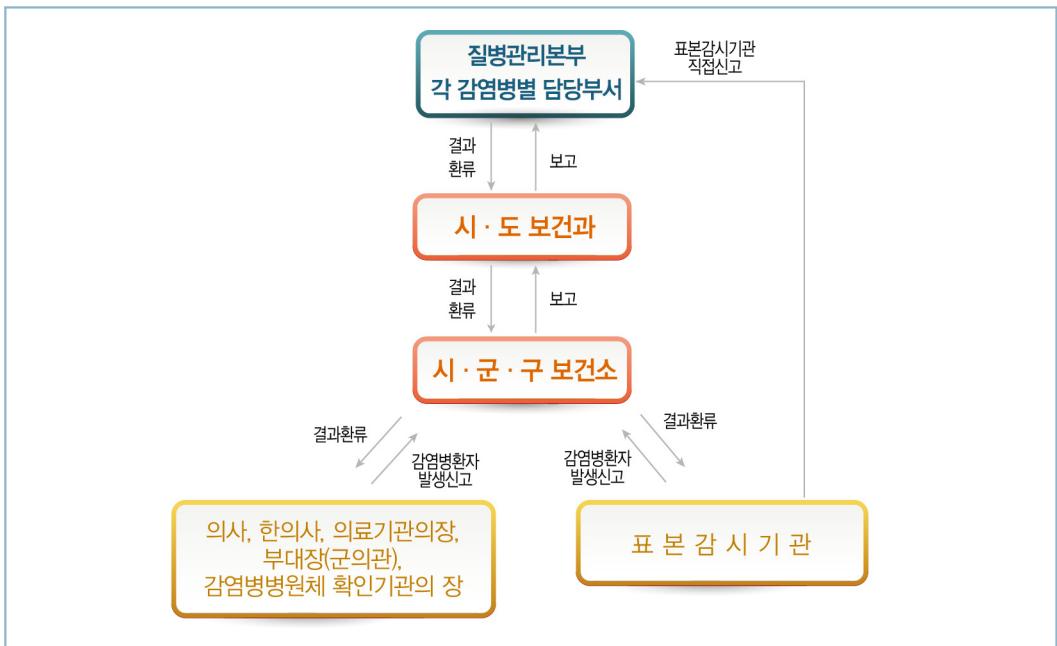 질병관리본부
각 감염병별 담당부서
표본감시기관
직접신고
결과
환류
보고
시·도 보건과
결과
환류
보고
시·군·구 보건소
결과환류
감염병환자
발생신고
감염병환자
발생신고
결과환류
의사, 한의사, 의료기관의장,
부대장(군의관),
감염병병원체 확인기관의 장
표 본 감 시 기 관